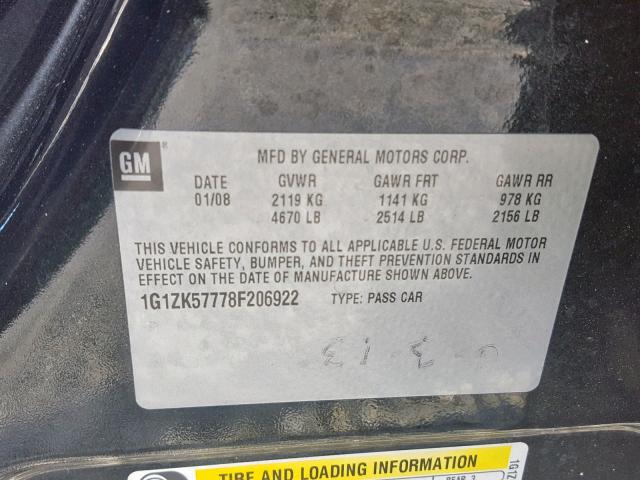 GM
MFD BY GENERAL MOTORS CORP.
DATE GVWR GAWR FRT GAWR RR
01/08 2119 KG 1141 KG 978 KG
4670 LB 2514 LB 2156 LB
THIS VEHICLE CONFORMS TO ALL APPLICABLE U.S. FEDERAL MOTOR
VEHICLE SAFETY, BUMPER, AND THEFT PREVENTION STANDARDS IN
EFFECT ON THE DATE OF MANUFACTURE SHOWN ABOVE.
1G1ZK57778F206922 TYPE: PASS CAR
TIRE AND LOADING INFORMATION
1G1Z